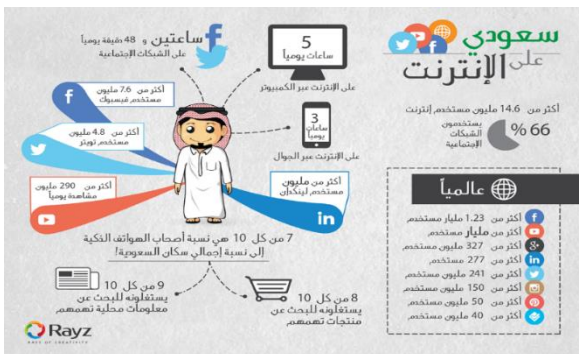 سعودي
على الإنترنت
أكثر من 14.6 مليون مستخدم إنترنت
66 %
يستخدمون
الشبكات
الإجتماعية
ساعتين و 48 دقيقة يومياً
على الشبكات الإجتماعية
5
ساعات يومياً
على الإنترنت عبر الكمبيوتر
3
ساعات
يومياً
على الإنترنت عبر الجوال
أكثر من 7.6 مليون
مستخدم فيسبوك
أكثر من 4.8 مليون
مستخدم تويتر
أكثر من 290 مليون
مشاهدة يومياً
أكثر من مليون
مستخدم لينكدإن
in
7 من كل 10 هي نسبة أصحاب الهواتف الذكية
إلى نسبة إجمالي سكان السعودية!
8 من كل 10
يستغلونه للبحث عن
منتجات تهمهم
9 من كل 10
يستغلونه للبحث عن
معلومات محلية تهمهم
عالمياً
أكثر من 1.23 مليار مستخدم
أكثر من مليار مستخدم
أكثر من 327 مليون مستخدم
أكثر من 277 مستخدم
أكثر من 241 مليون مستخدم
أكثر من 150 مليون مستخدم
أكثر من 50 مليون مستخدم
أكثر من 40 مليون مستخدم
Rayz